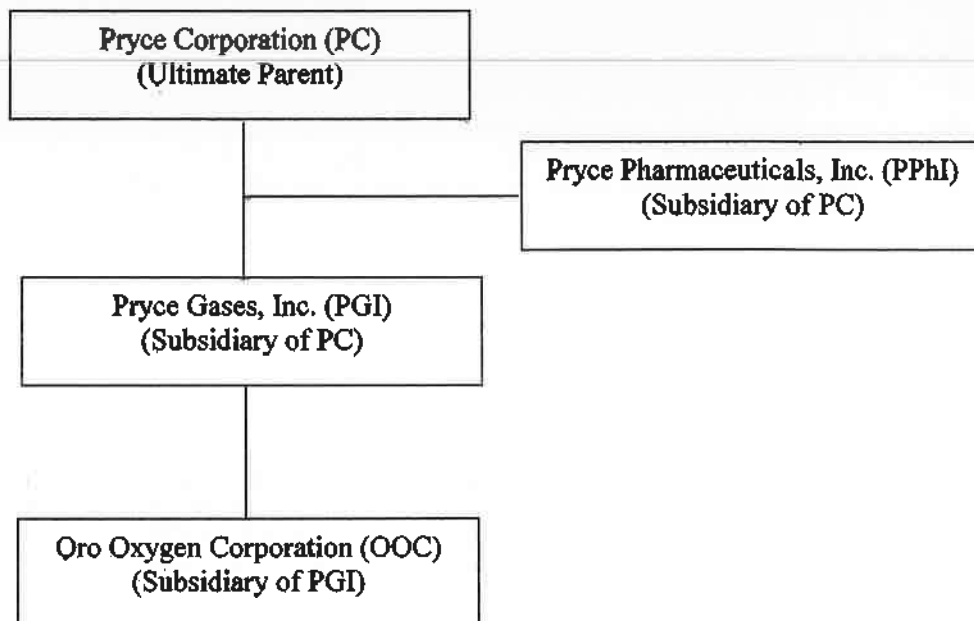 Pryce Corporation (PC)
(Ultimate Parent)
Pryce Pharmaceuticals, Inc. (PPhI)
(Subsidiary of PC)
Pryce Gases, Inc. (PGI)
(Subsidiary of PC)
Oro Oxygen Corporation (OOC)
(Subsidiary of PGI)